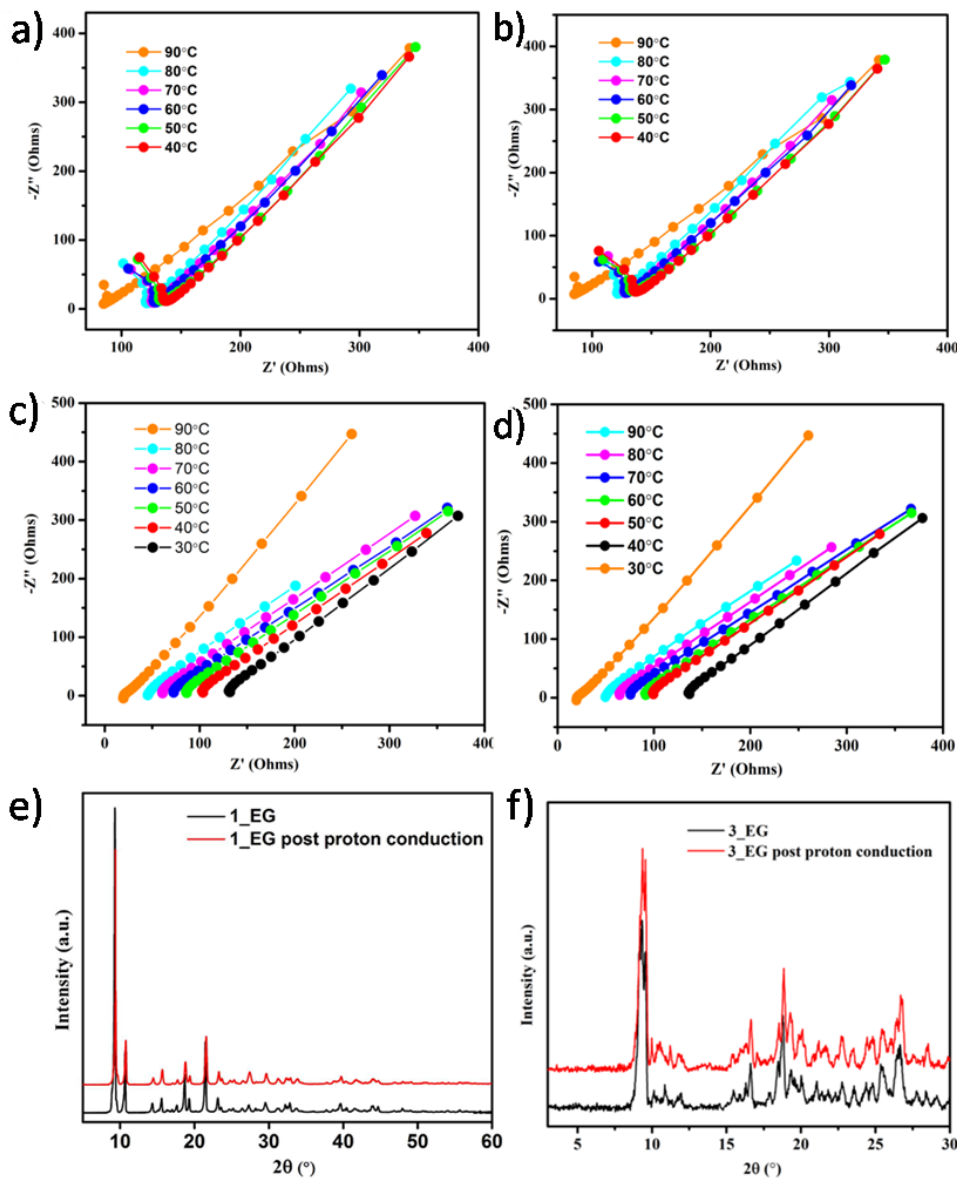 a)
400
300
200
100
0
-Z" (Ohms)
90°C
80°C
70°C
60°C
50°C
40°C
100
200
300
400
Z' (Ohms)
b)
400
350
300
250
200
150
100
50
0
-Z" (Ohms)
90°C
80°C
70°C
60°C
50°C
40°C
100
200
300
400
Z' (Ohms)
c)
500
400
300
200
100
0
-Z" (Ohms)
90°C
80°C
70°C
60°C
50°C
40°C
30°C
0
100
200
300
400
Z' (Ohms)
d)
500
400
300
200
100
0
-Z" (Ohms)
90°C
80°C
70°C
60°C
50°C
40°C
30°C
0
100
200
300
400
Z' (Ohms)
e)
Intensity (a.u.)
1_EG
1_EG post proton conduction
10
20
30
40
50
60
2θ (°)
f)
Intensity (a.u.)
3_EG
3_EG post proton conduction
5
10
15
20
25
30
2θ (°)